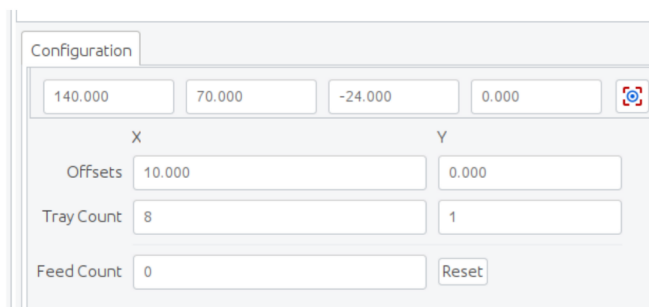 Configuration
140.000 70.000 -24.000 0.000
X Y
Offsets 10.000 0.000
Tray Count 8 1
Feed Count 0 Reset